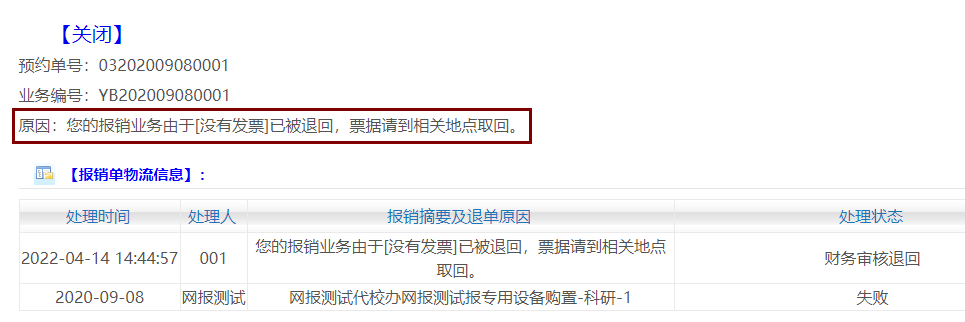 【关闭】
预约单号：03202009080001
业务编号：YB202009080001
原因：您的报销业务由于[没有发票]已被退回，票据请到相关地点取回。
【报销单物流信息】：
处理时间 处理人 报销摘要及退单原因 处理状态
2022-04-14 14:44:57 001 您的报销业务由于[没有发票]已被退回，票据请到相关地点
取回。 财务审核退回
2020-09-08 网报测试 网报测试代校办网报测试报专用设备购置-科研-1 失败